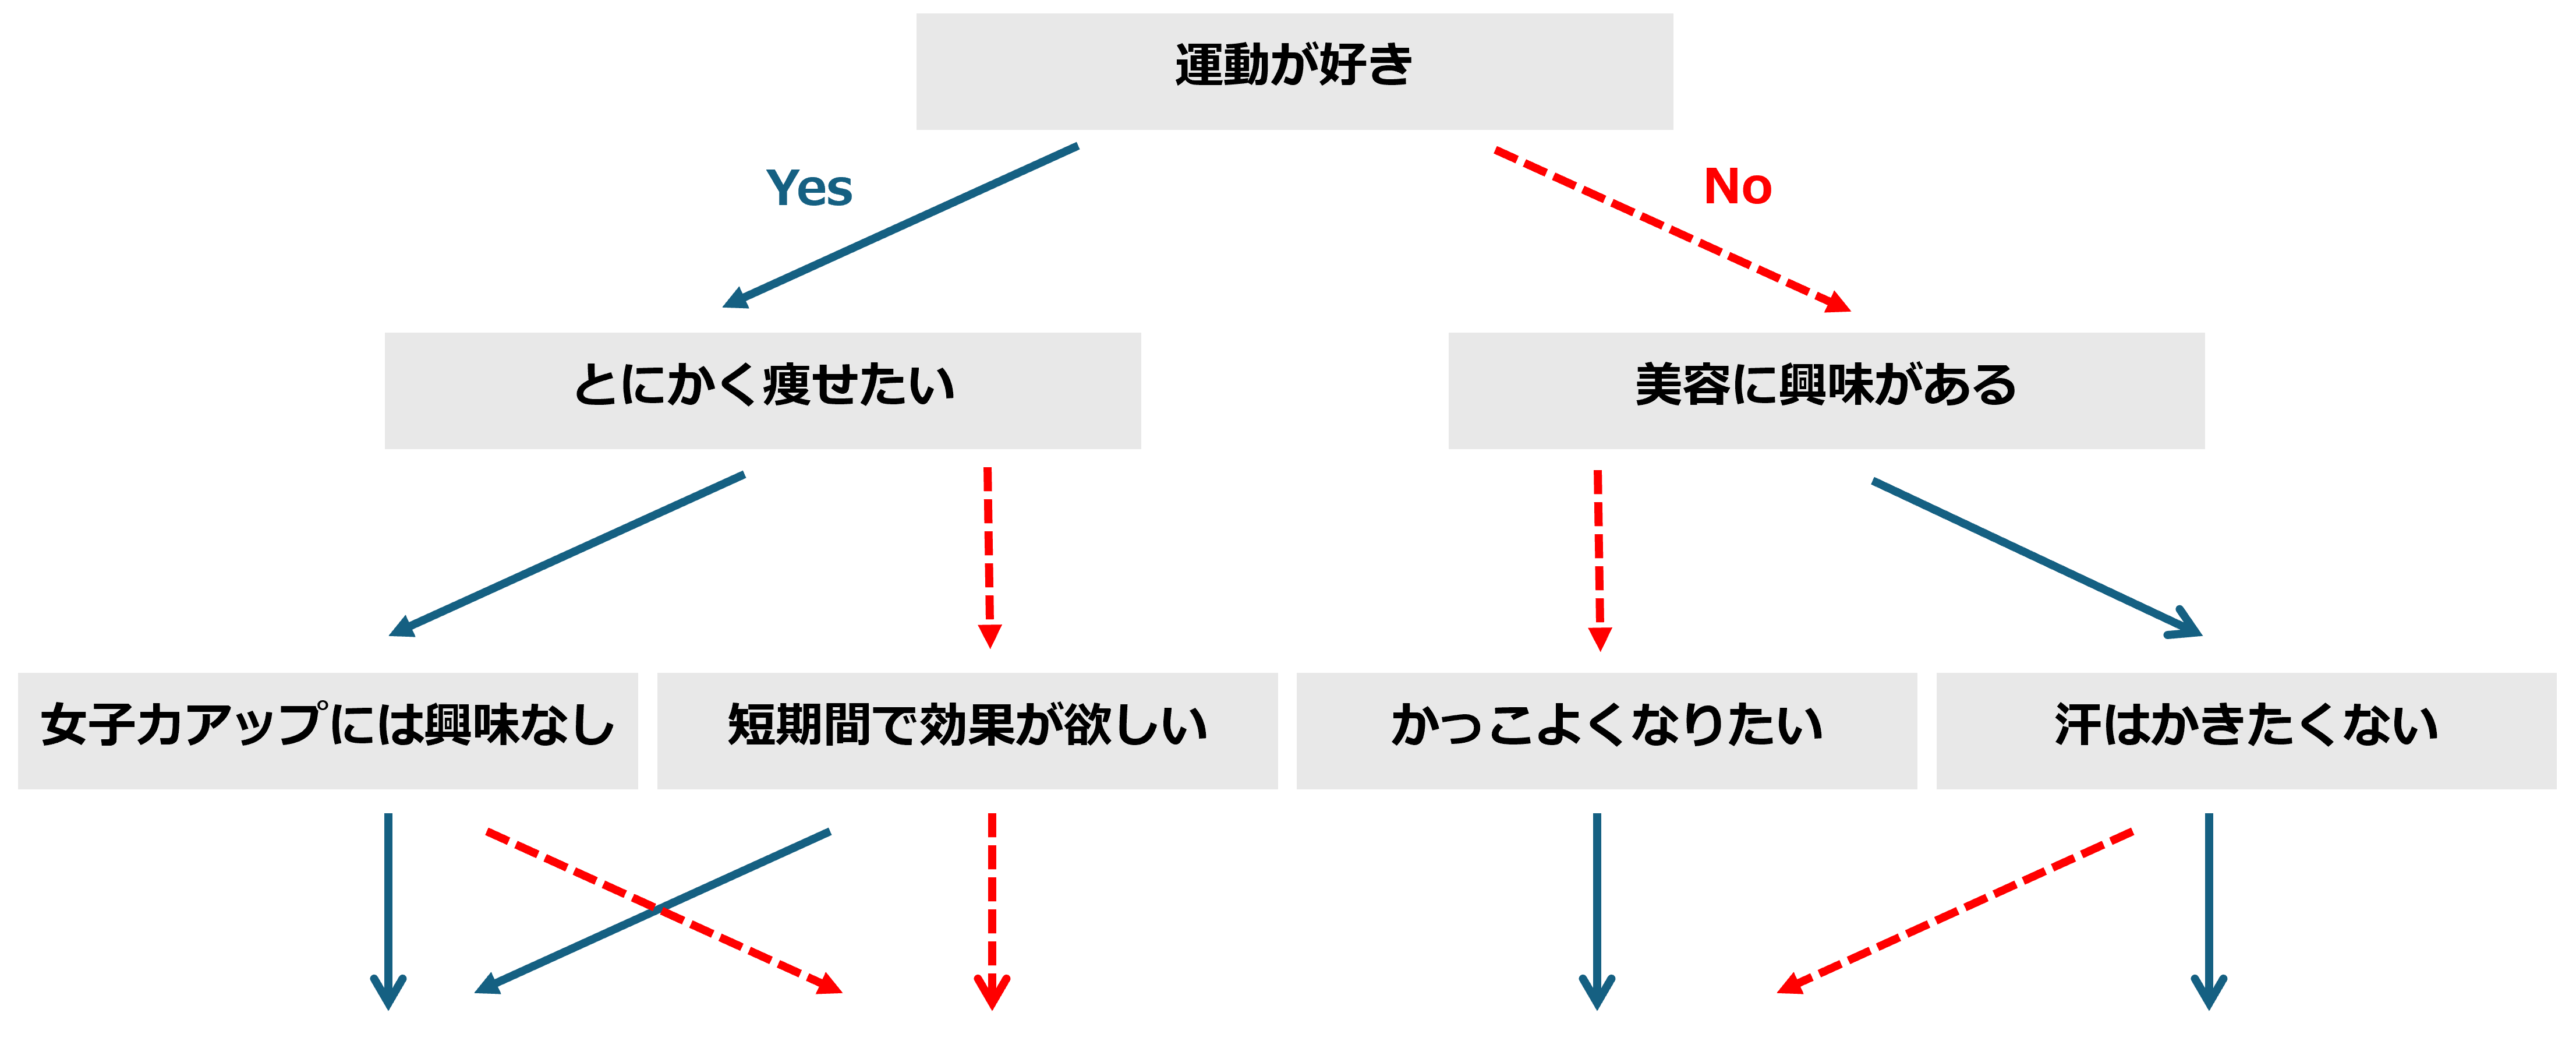 運動が好き
Yes
No
とにかく痩せたい
美容に興味がある
女子力アップには興味なし
短期間で効果が欲しい
かっこよくなりたい
汗はかきたくない